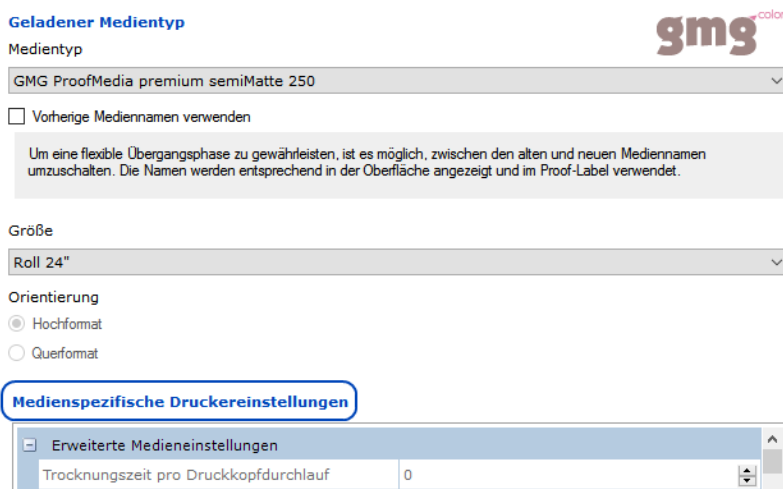 Geladener Medientyp
gmg color
Medientyp
GMG ProofMedia premium semiMatte 250
Vorherige Mediennamen verwenden
Um eine flexible Übergangsphase zu gewährleisten, ist es möglich, zwischen den alten und neuen Mediennamen
umzuschalten. Die Namen werden entsprechend in der Oberfläche angezeigt und im Proof-Label verwendet.
Größe
Roll 24"
Orientierung
Hochformat
Querformat
Medienspezifische Druckereinstellungen
Erweiterte Medieneinstellungen
Trocknungszeit pro Druckkopfdurchlauf 0